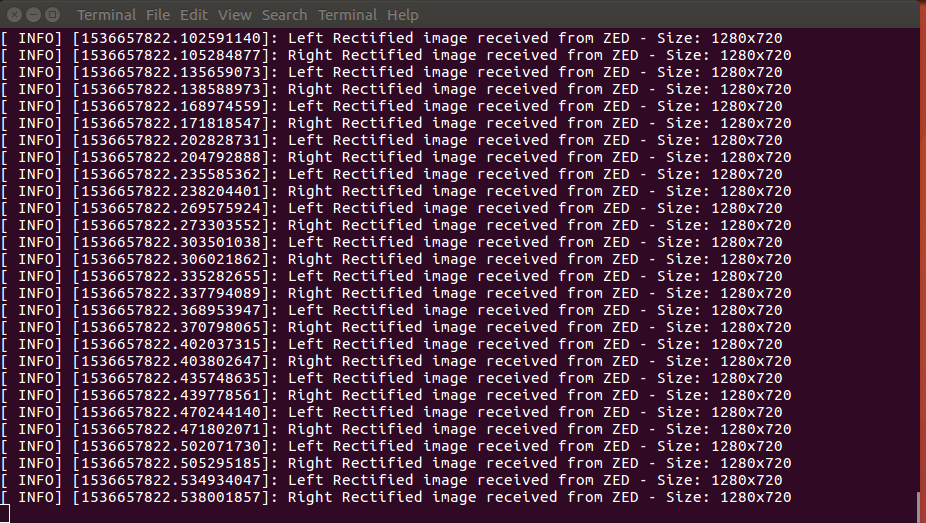 Terminal File Edit View Search Terminal Help
[ INFO] [1536657822.102591140]: Left Rectified image received from ZED - Size: 1280x720
[ INFO] [1536657822.105284877]: Right Rectified image received from ZED - Size: 1280x720
[ INFO] [1536657822.135659073]: Left Rectified image received from ZED - Size: 1280x720
[ INFO] [1536657822.138588973]: Right Rectified image received from ZED - Size: 1280x720
[ INFO] [1536657822.168974559]: Left Rectified image received from ZED - Size: 1280x720
[ INFO] [1536657822.171818547]: Right Rectified image received from ZED - Size: 1280x720
[ INFO] [1536657822.202828731]: Left Rectified image received from ZED - Size: 1280x720
[ INFO] [1536657822.204792888]: Right Rectified image received from ZED - Size: 1280x720
[ INFO] [1536657822.235585362]: Left Rectified image received from ZED - Size: 1280x720
[ INFO] [1536657822.238204401]: Right Rectified image received from ZED - Size: 1280x720
[ INFO] [1536657822.269575924]: Left Rectified image received from ZED - Size: 1280x720
[ INFO] [1536657822.273303552]: Right Rectified image received from ZED - Size: 1280x720
[ INFO] [1536657822.303501038]: Left Rectified image received from ZED - Size: 1280x720
[ INFO] [1536657822.306021862]: Right Rectified image received from ZED - Size: 1280x720
[ INFO] [1536657822.335282655]: Left Rectified image received from ZED - Size: 1280x720
[ INFO] [1536657822.337794089]: Right Rectified image received from ZED - Size: 1280x720
[ INFO] [1536657822.368953947]: Left Rectified image received from ZED - Size: 1280x720
[ INFO] [1536657822.370798065]: Right Rectified image received from ZED - Size: 1280x720
[ INFO] [1536657822.402037315]: Left Rectified image received from ZED - Size: 1280x720
[ INFO] [1536657822.403802647]: Right Rectified image received from ZED - Size: 1280x720
[ INFO] [1536657822.435748635]: Left Rectified image received from ZED - Size: 1280x720
[ INFO] [1536657822.439778561]: Right Rectified image received from ZED - Size: 1280x720
[ INFO] [1536657822.470244140]: Left Rectified image received from ZED - Size: 1280x720
[ INFO] [1536657822.471802071]: Right Rectified image received from ZED - Size: 1280x720
[ INFO] [1536657822.502071730]: Left Rectified image received from ZED - Size: 1280x720
[ INFO] [1536657822.505295185]: Right Rectified image received from ZED - Size: 1280x720
[ INFO] [1536657822.534934047]: Left Rectified image received from ZED - Size: 1280x720
[ INFO] [1536657822.538001857]: Right Rectified image received from ZED - Size: 1280x720